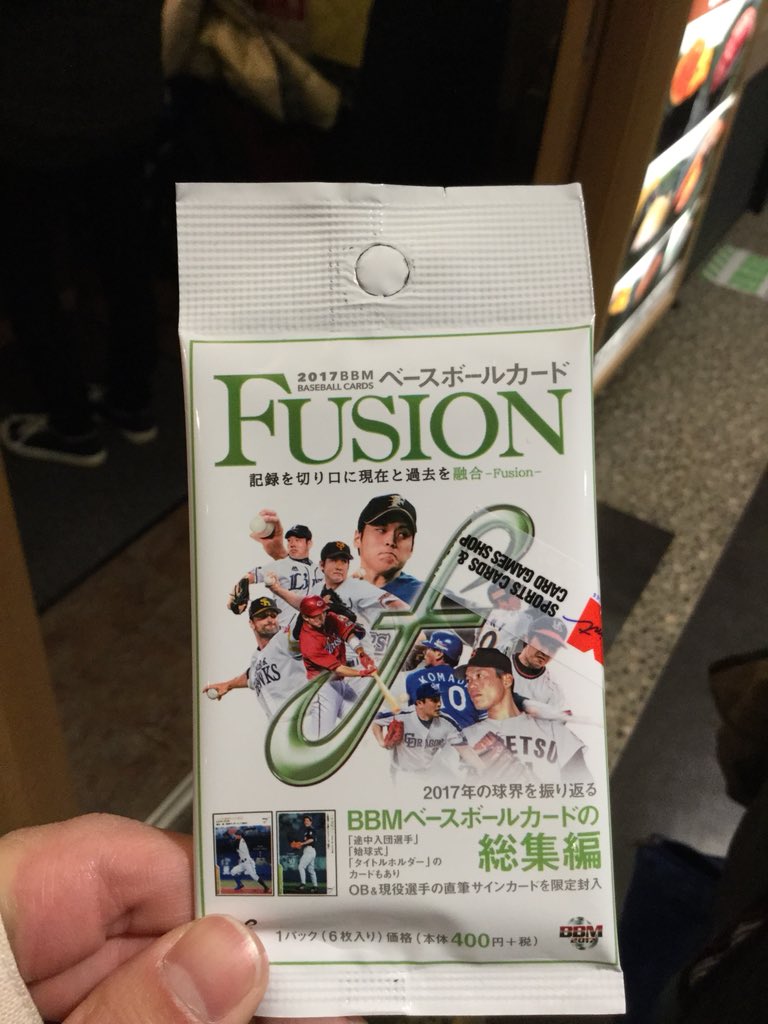 2017BBM
BASEBALL CARDS
ベースボールカード
FUSION
記録を切り口に現在と過去を融合-Fusion-
SPORTS CARDS &
CARD GAMES SHOP
KOMADA
DRAGONS
2017年の球界を振り返る
BBMベースボールカードの
総集編
「途中入団選手」
「始球式」
「タイトルホルダー」の
カードもあり
OB&現役選手の直筆サインカードを限定封入
1パック(6枚入り)価格(本体400円+税)
BBM
2017